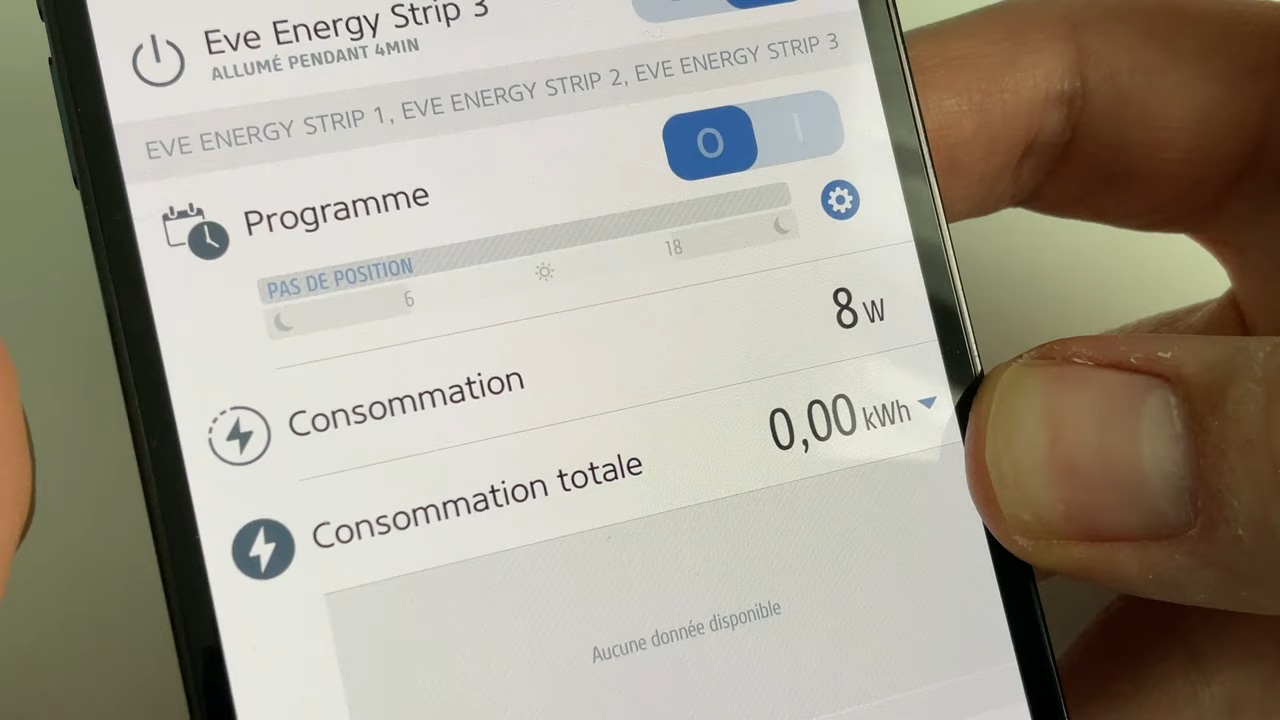 Eve Energy Strip 3
ALLUMÉ PENDANT 4MIN
EVE ENERGY STRIP 1, EVE ENERGY STRIP 2, EVE ENERGY STRIP 3
Programme
O I
PAS DE POSITION
6 18
8 W
Consommation
0,00 kWh
Consommation totale
Aucune donnée disponible